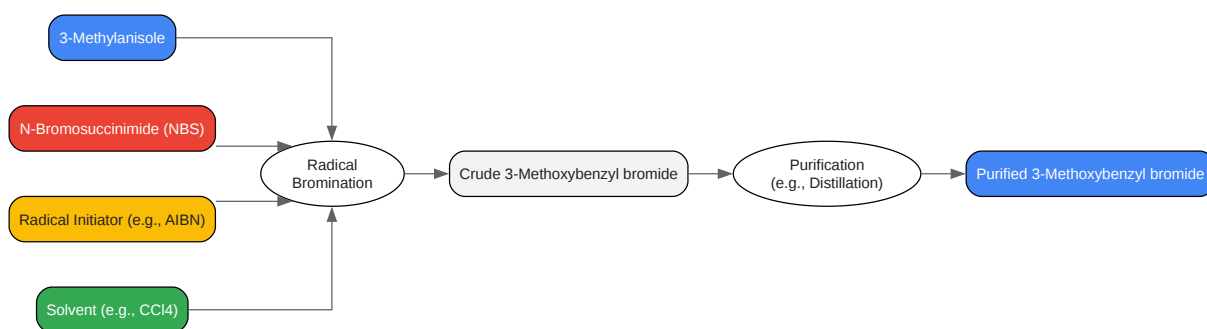 3-Methylanisole
N-Bromosuccinimide (NBS)
Radical Initiator (e.g., AIBN)
Solvent (e.g., CCl4)
Radical
Bromination
Crude 3-Methoxybenzyl bromide
Purification
(e.g., Distillation)
Purified 3-Methoxybenzyl bromide